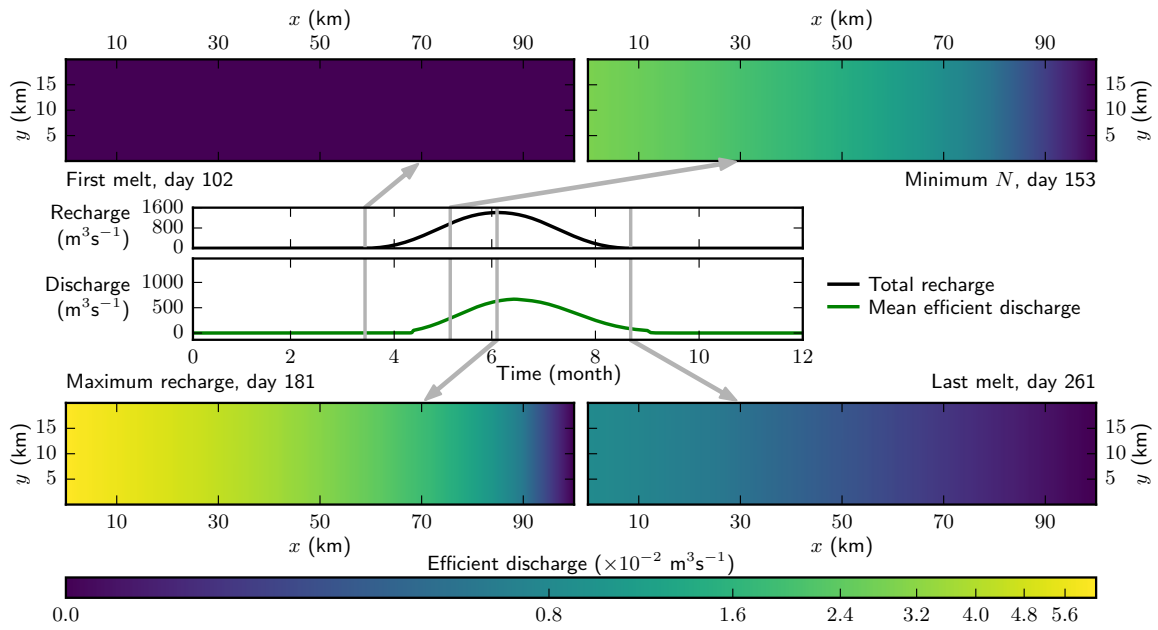 x (km) x (km)
10 30 50 70 90 10 30 50 70 90
y (km) 15 10 5 15 10 5 y (km)
First melt, day 102 Minimum N, day 153
Recharge (m³s⁻¹) 1600 800 0
Discharge (m³s⁻¹) 1000 500 0
Total recharge
Mean efficient discharge
0 2 4 6 8 10 12
Time (month)
Maximum recharge, day 181 Last melt, day 261
y (km) 15 10 5 15 10 5 y (km)
10 30 50 70 90 10 30 50 70 90
x (km) x (km)
Efficient discharge (×10⁻² m³s⁻¹)
0.0 0.8 1.6 2.4 3.2 4.0 4.8 5.6